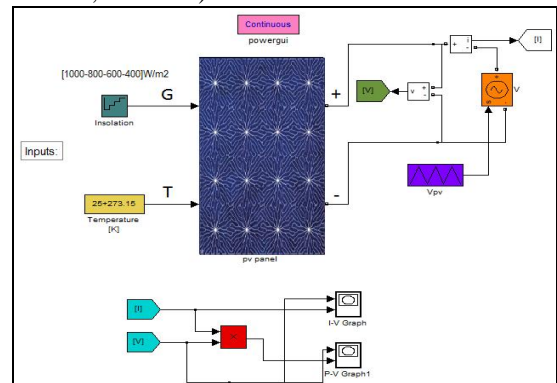 Continuous
powergui
[1000-800-600-400]W/m2
G
Insolation
Inputs:
25+273.15
Temperature
[K]
T
+
-
pv panel
[V]
v
+
-
+
-
i
[I]
+
s
-
V
Vpv
[I]
[V]
X
I-V Graph
P-V Graph1